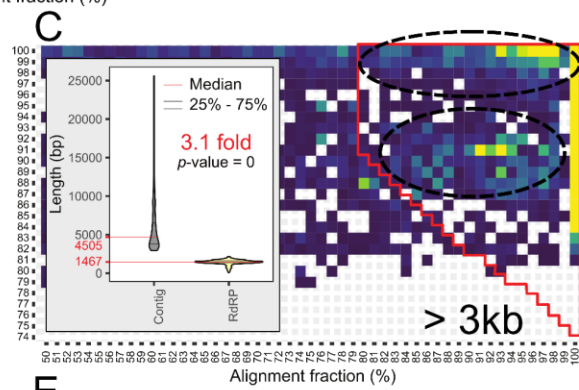 nt fraction (%)
C
100
99
98
97
96
95
94
93
92
91
90
89
88
87
86
85
84
83
82
81
80
79
78
77
76
75
74
Length (bp)
25000
20000
15000
10000
5000
4505
1467
0
Median
25% - 75%
3.1 fold
p-value = 0
Contig
RdRP
> 3kb
50 51 52 53 54 55 56 57 58 59 60 61 62 63 64 65 66 67 68 69 70 71 72 73 74 75 76 77 78 79 80 81 82 83 84 85 86 87 88 89 90 91 92 93 94 95 96 97 98 99 100
Alignment fraction (%)